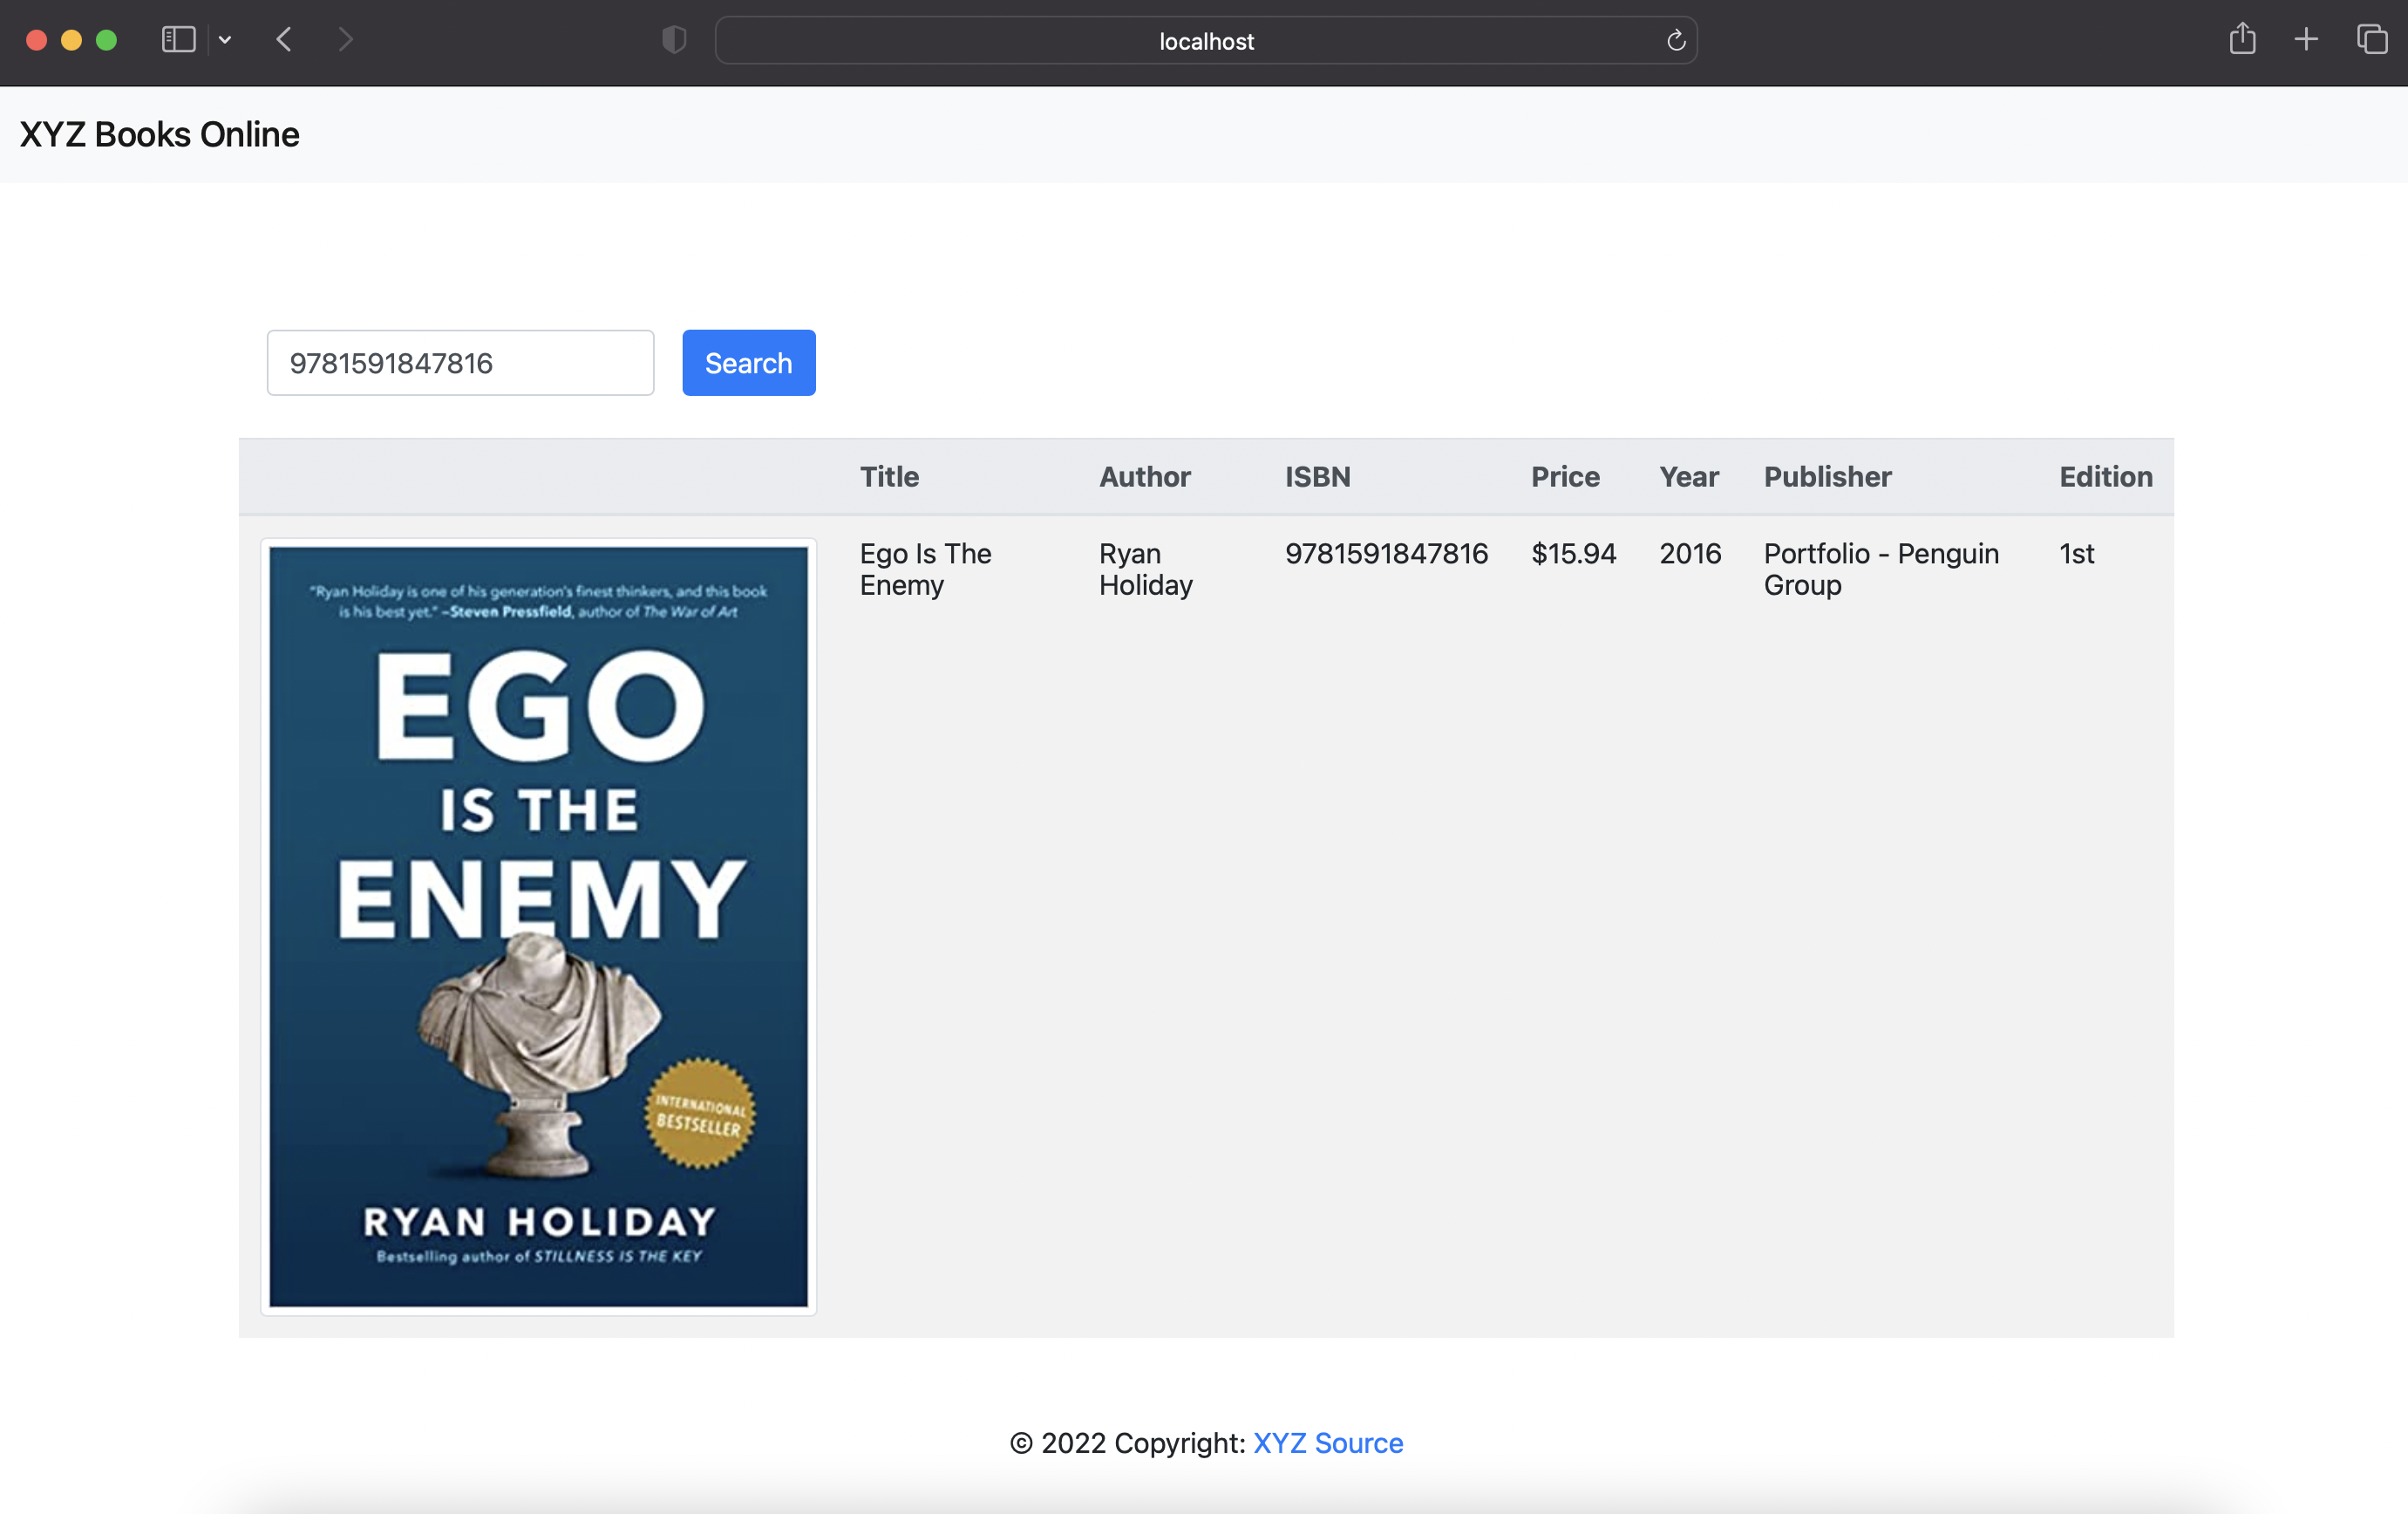 localhost
XYZ Books Online
9781591847816
Search
Title Author ISBN Price Year Publisher Edition
"Ryan Holiday is one of his generation's finest thinkers, and this book
is his best yet." –Steven Pressfield, author of The War of Art
EGO
IS THE
ENEMY
INTERNATIONAL
BESTSELLER
RYAN HOLIDAY
Bestselling author of STILLNESS IS THE KEY
Ego Is The
Enemy
Ryan
Holiday
9781591847816
$15.94
2016
Portfolio - Penguin
Group
1st
© 2022 Copyright: XYZ Source